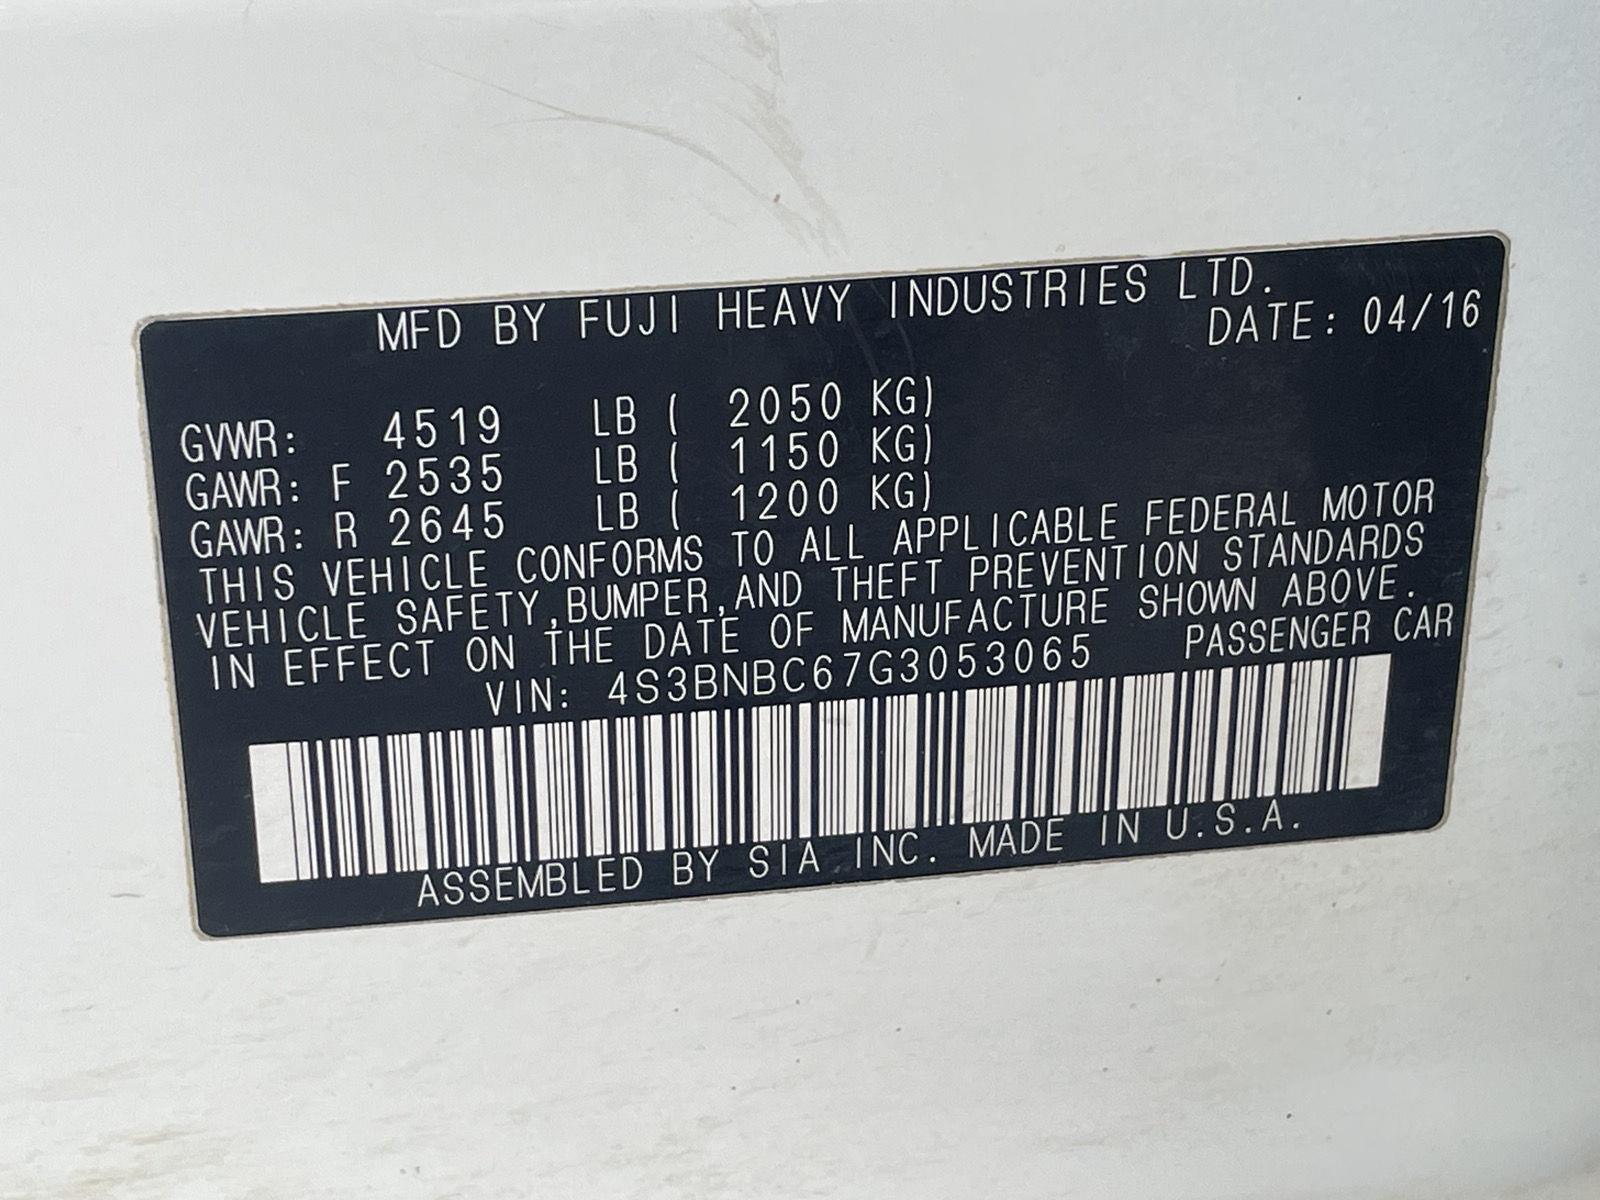 MFD BY FUJI HEAVY INDUSTRIES LTD.
DATE: 04/16
GVWR: 4519 LB ( 2050 KG)
GAWR: F 2535 LB ( 1150 KG)
GAWR: R 2645 LB ( 1200 KG)
THIS VEHICLE CONFORMS TO ALL APPLICABLE FEDERAL MOTOR
VEHICLE SAFETY,BUMPER,AND THEFT PREVENTION STANDARDS
IN EFFECT ON THE DATE OF MANUFACTURE SHOWN ABOVE.
VIN: 4S3BNBC67G3053065 PASSENGER CAR
ASSEMBLED BY SIA INC. MADE IN U.S.A.